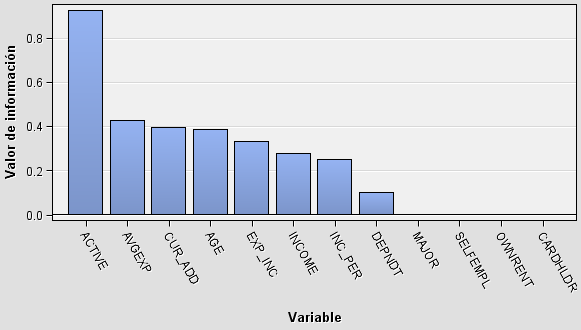 Valor de información
0.8
0.6
0.4
0.2
0.0
ACTIVE
AVGEXP
CUR_ADD
AGE
EXP_INC
INCOME
INC_PER
DEPNDT
MAJOR
SELFEMPL
OWNRENT
CARDHLDR
Variable